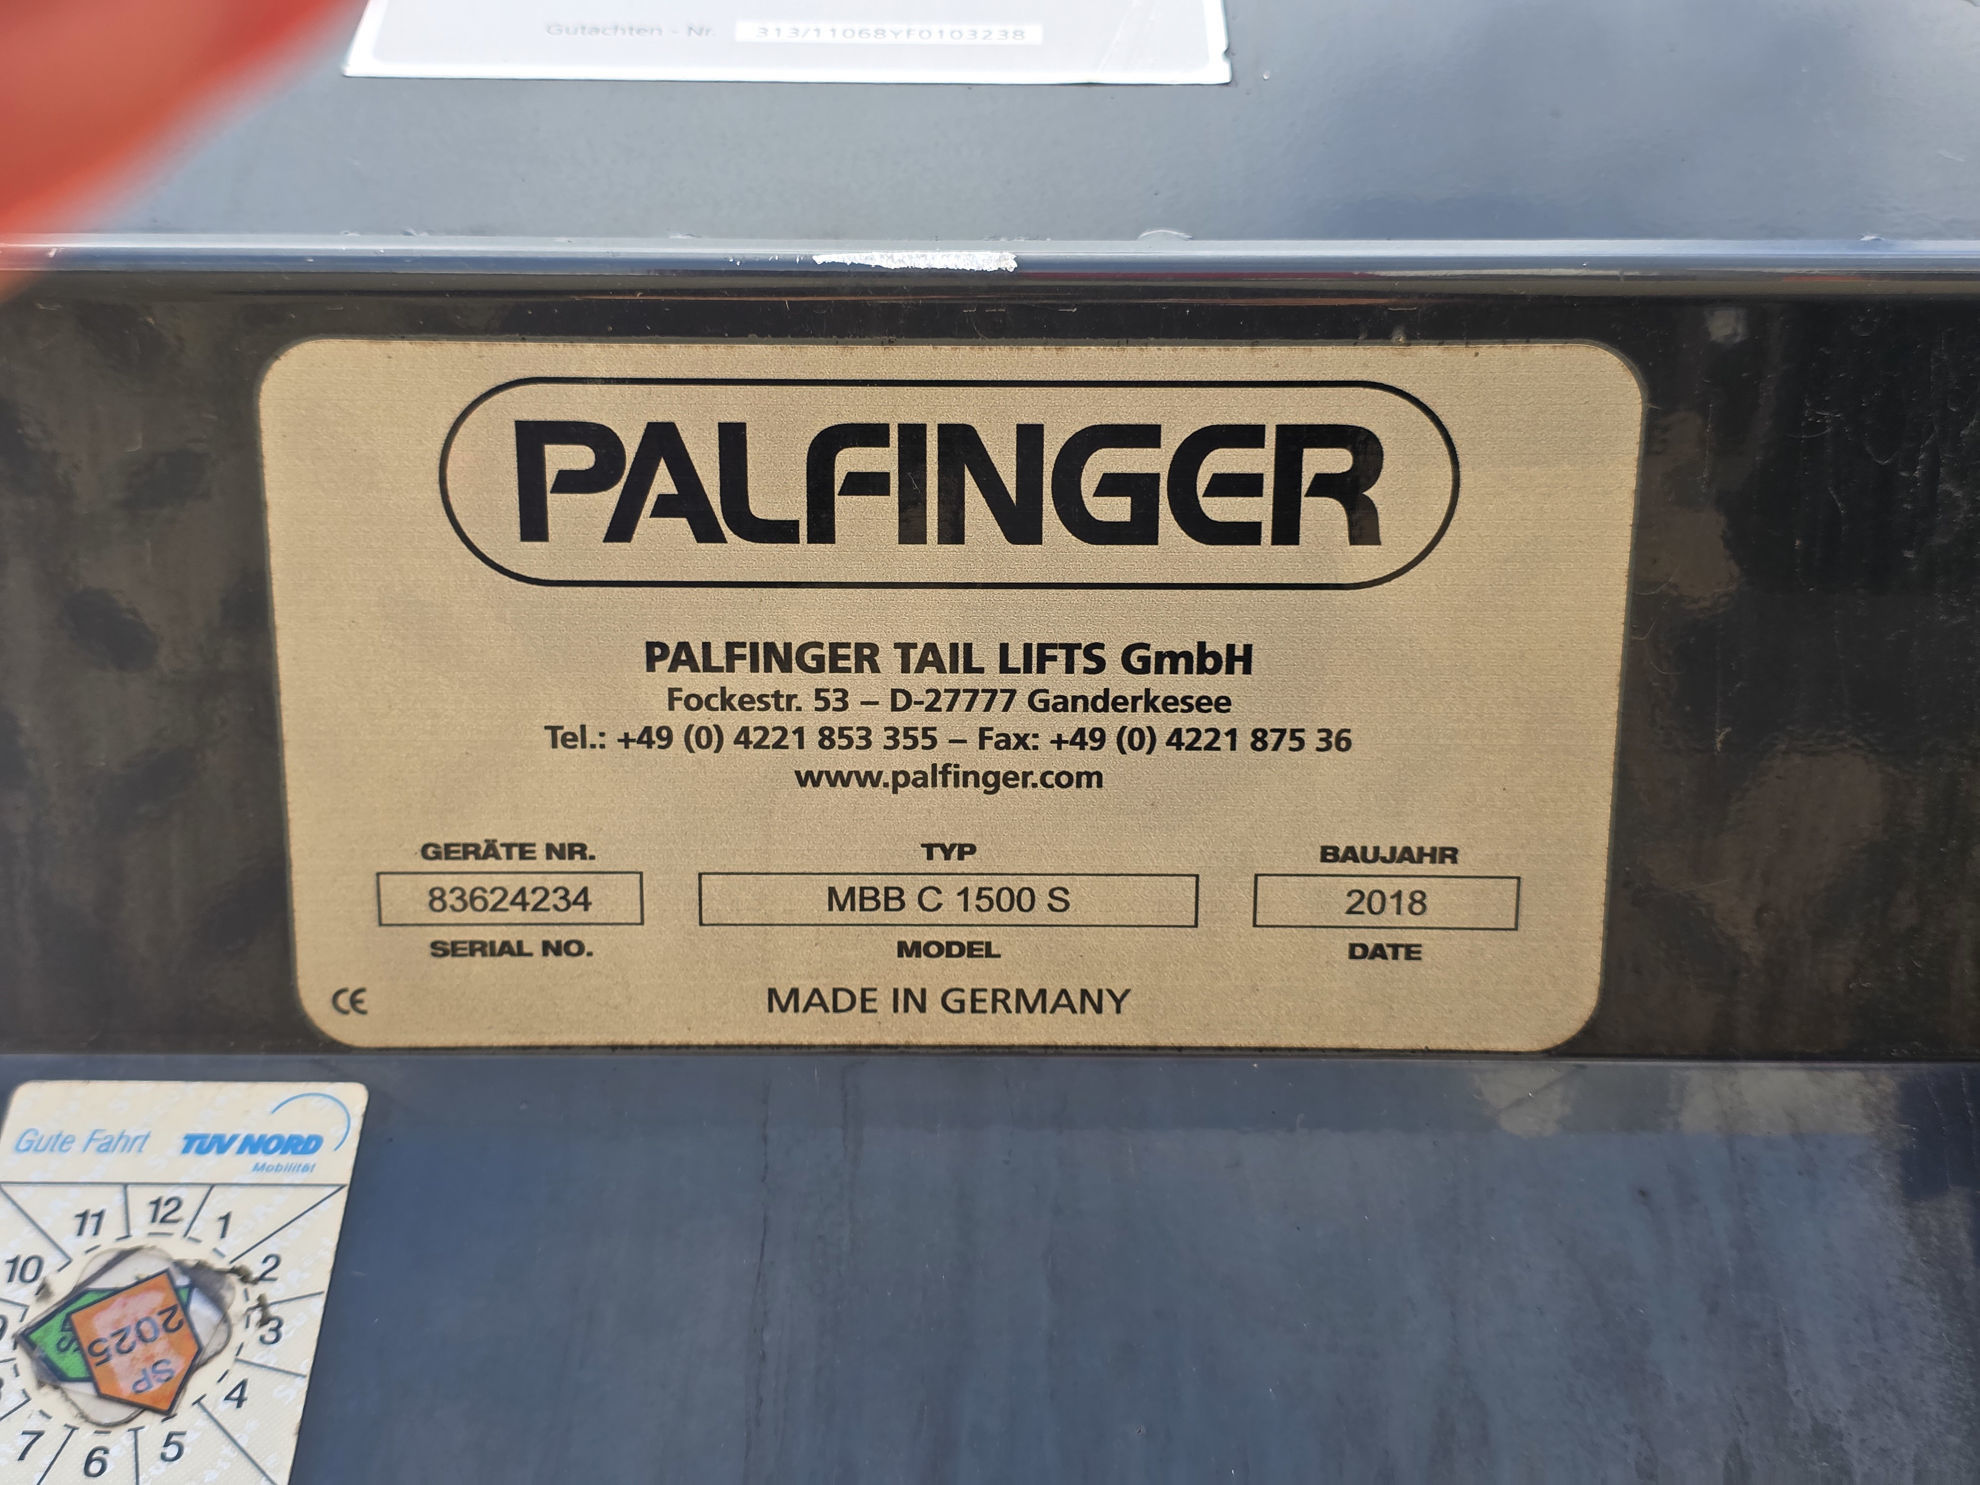 Gutachten - Nr. 313/11068YF0103238
PALFINGER
PALFINGER TAIL LIFTS GmbH
Fockestr. 53 – D-27777 Ganderkesee
Tel.: +49 (0) 4221 853 355 – Fax: +49 (0) 4221 875 36
www.palfinger.com
GERÄTE NR. TYP BAUJAHR
83624234 MBB C 1500 S 2018
SERIAL NO. MODEL DATE
CE MADE IN GERMANY
Gute Fahrt TÜV NORD
Mobilität
11 12 1
10 2
3
4
7 6 5
SP
2025